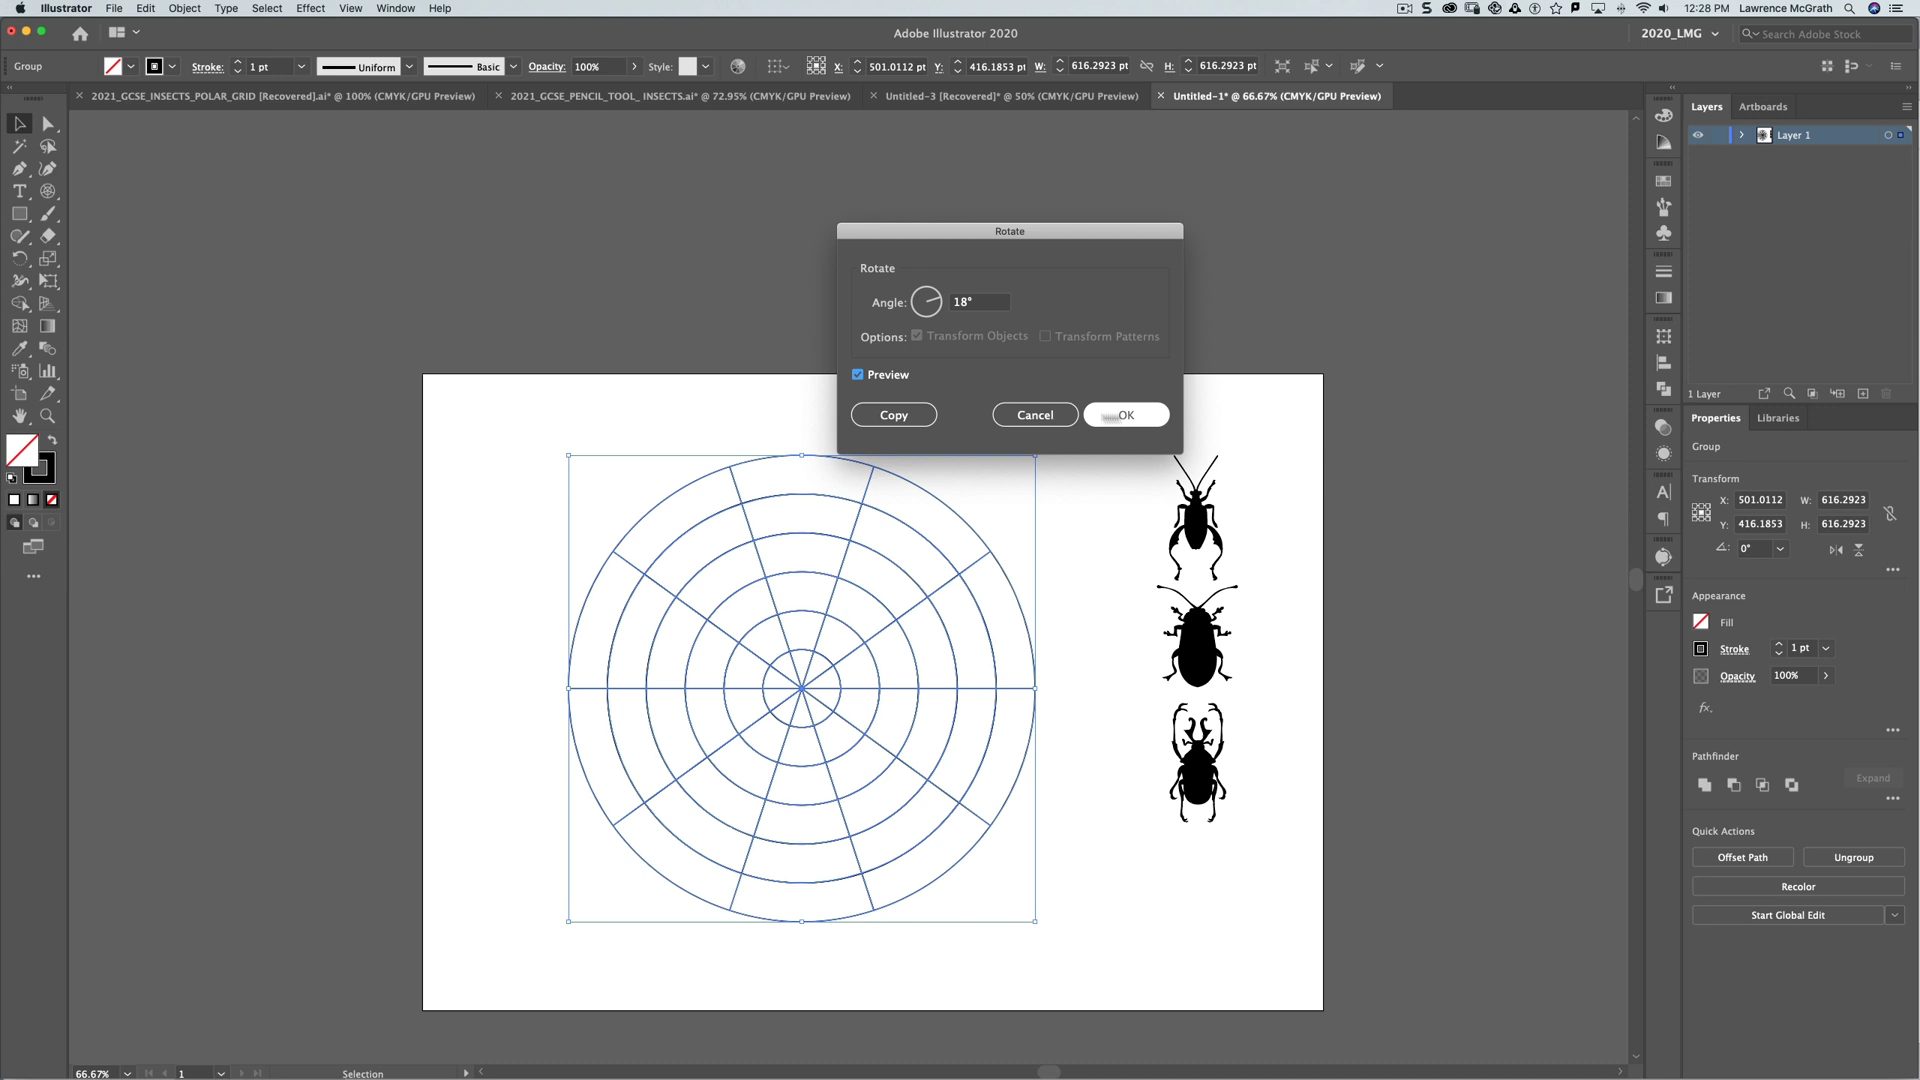 Illustrator File Edit Object Type Select Effect View Window Help
12:28 PM Lawrence McGrath
Adobe Illustrator 2020
2020_LMG
Search Adobe Stock
Group Stroke: 1 pt Uniform Basic Opacity: 100% Style: X: 501.0112 pt Y: 416.1853 pt W: 616.2923 pt H: 616.2923 pt
2021_GCSE_INSECTS_POLAR_GRID [Recovered].ai* @ 100% (CMYK/GPU Preview)
2021_GCSE_PENCIL_TOOL_ INSECTS.ai* @ 72.95% (CMYK/GPU Preview)
Untitled-3 [Recovered]* @ 50% (CMYK/GPU Preview)
Untitled-1* @ 66.67% (CMYK/GPU Preview)
Layers Artboards
Layer 1
Rotate
Rotate
Angle: 18°
Options: Transform Objects Transform Patterns
Preview
Copy Cancel OK
1 Layer
Properties Libraries
Group
Transform
X: 501.0112 W: 616.2923
Y: 416.1853 H: 616.2923
0°
Appearance
Fill
Stroke 1 pt
Opacity 100%
fx.
Pathfinder
Expand
Quick Actions
Offset Path Ungroup
Recolor
Start Global Edit
66.67% 1 Selection